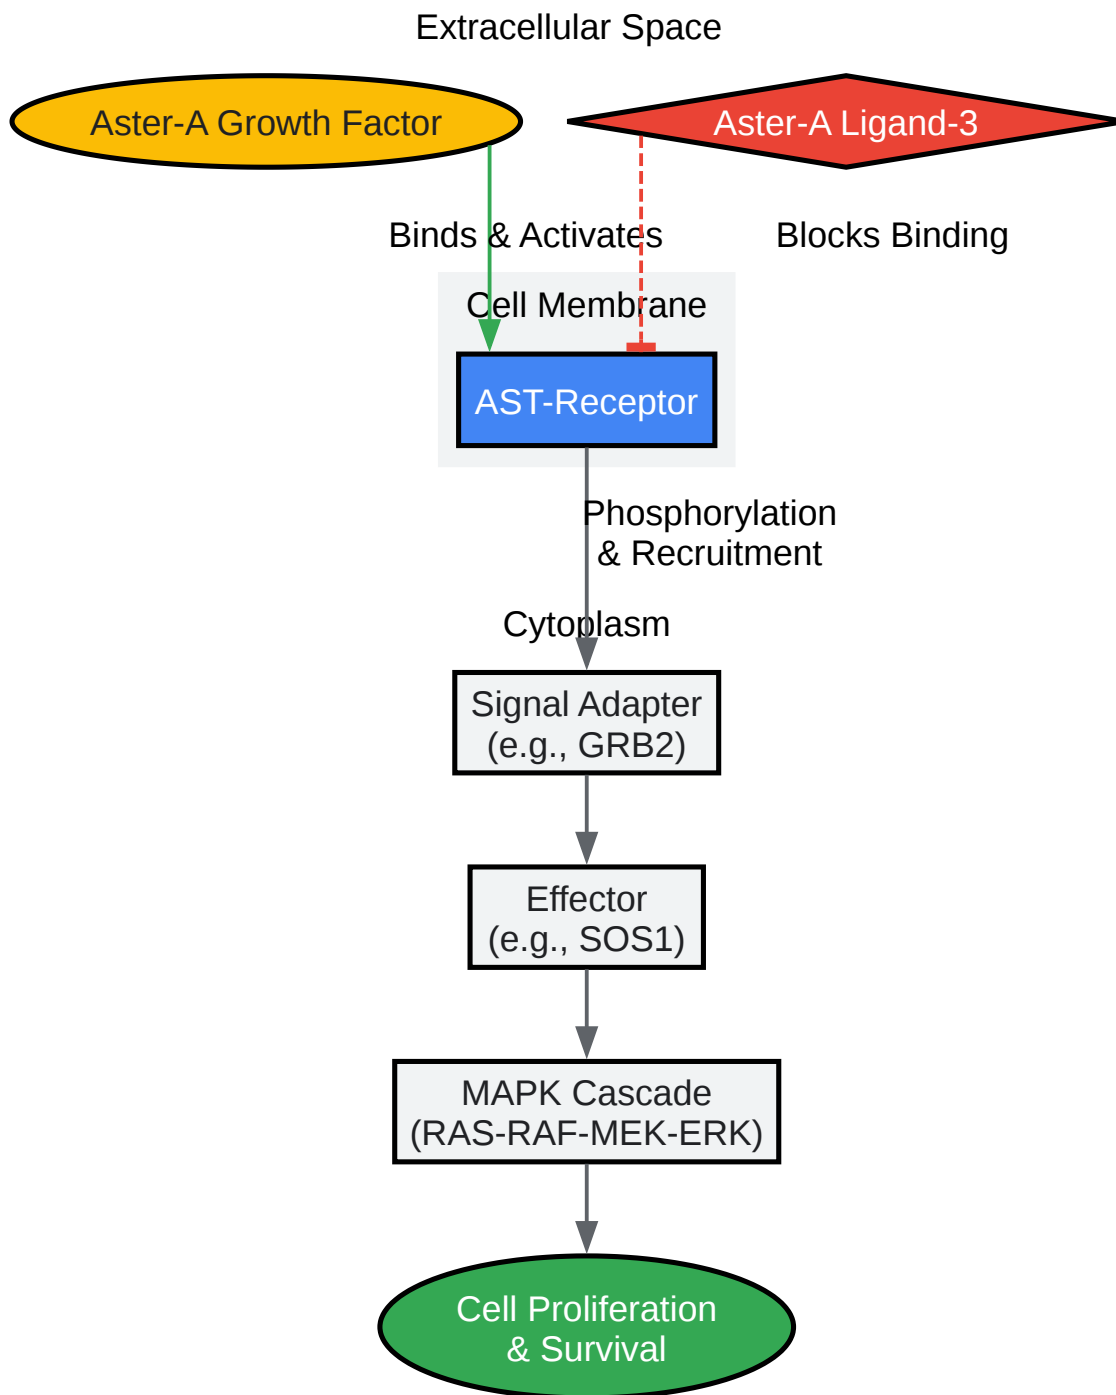 Extracellular Space
Aster-A Growth Factor
Aster-A Ligand-3
Binds & Activates
Blocks Binding
Cell Membrane
AST-Receptor
Phosphorylation
& Recruitment
Cytoplasm
Signal Adapter
(e.g., GRB2)
Effector
(e.g., SOS1)
MAPK Cascade
(RAS-RAF-MEK-ERK)
Cell Proliferation
& Survival